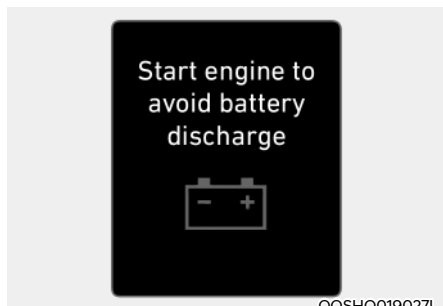 Start engine to
avoid battery
discharge
- +